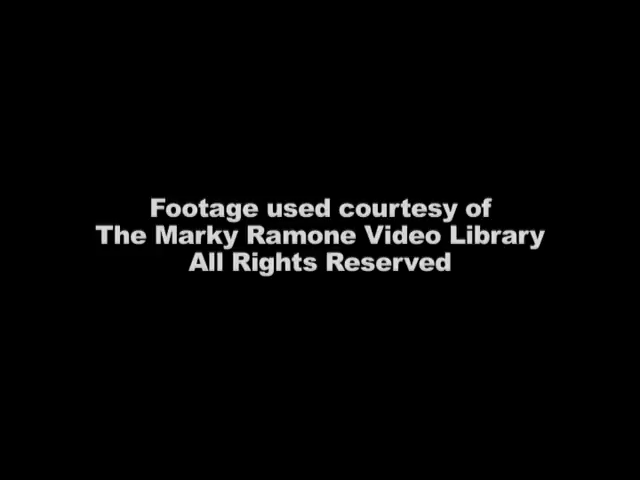 Footage used courtesy of
The Marky Ramone Video Library
All Rights Reserved